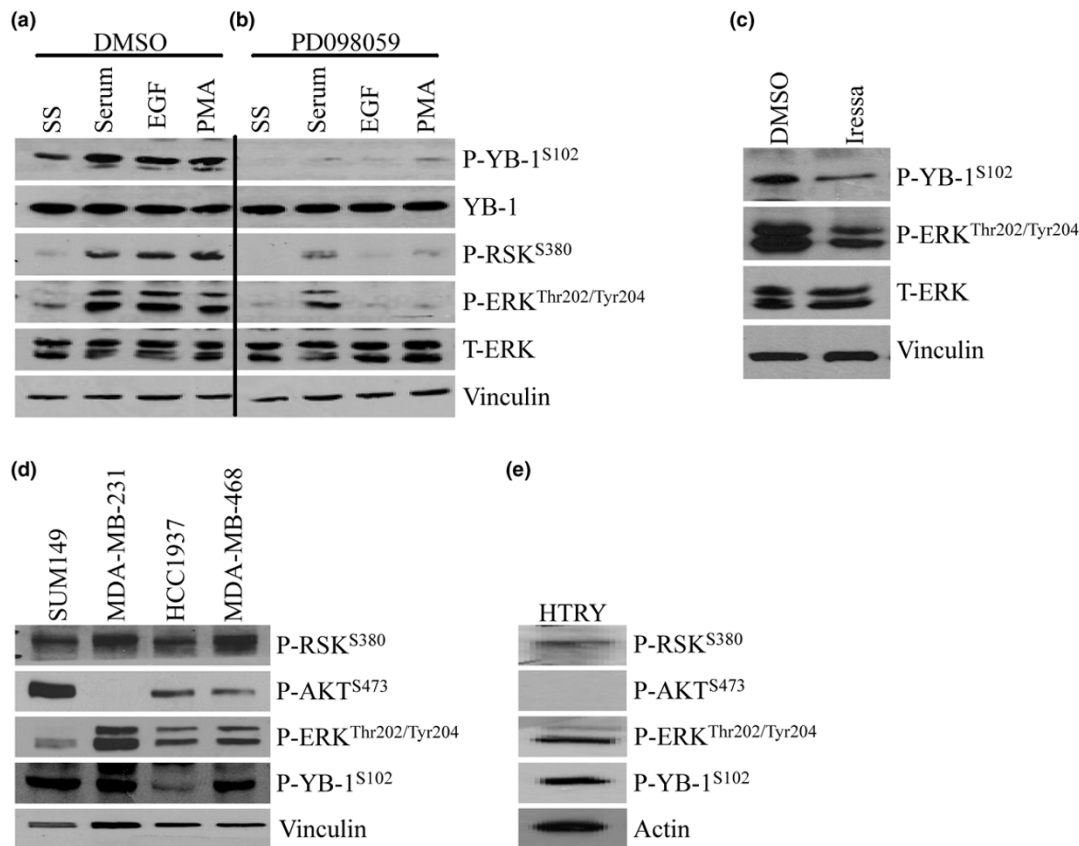 (a)
(b)
DMSO
PD098059
SS
Serum
EGF
PMA
SS
Serum
EGF
PMA
P-YB-1S102
YB-1
P-RSKS380
P-ERKThr202/Tyr204
T-ERK
Vinculin
(c)
DMSO
Iressa
P-YB-1S102
P-ERKThr202/Tyr204
T-ERK
Vinculin
(d)
SUM149
MDA-MB-231
HCC1937
MDA-MB-468
P-RSKS380
P-AKTS473
P-ERKThr202/Tyr204
P-YB-1S102
Vinculin
(e)
HTRY
P-RSKS380
P-AKTS473
P-ERKThr202/Tyr204
P-YB-1S102
Actin